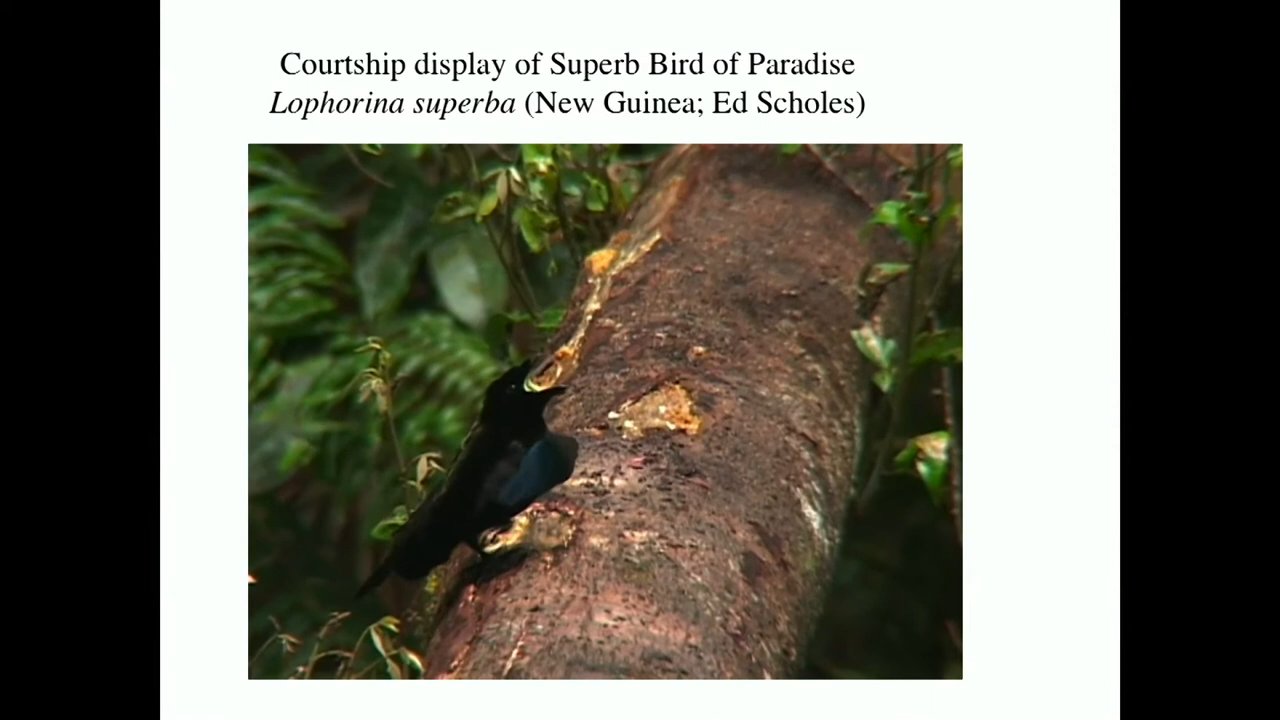 Courtship display of Superb Bird of Paradise
Lophorina superba (New Guinea; Ed Scholes)